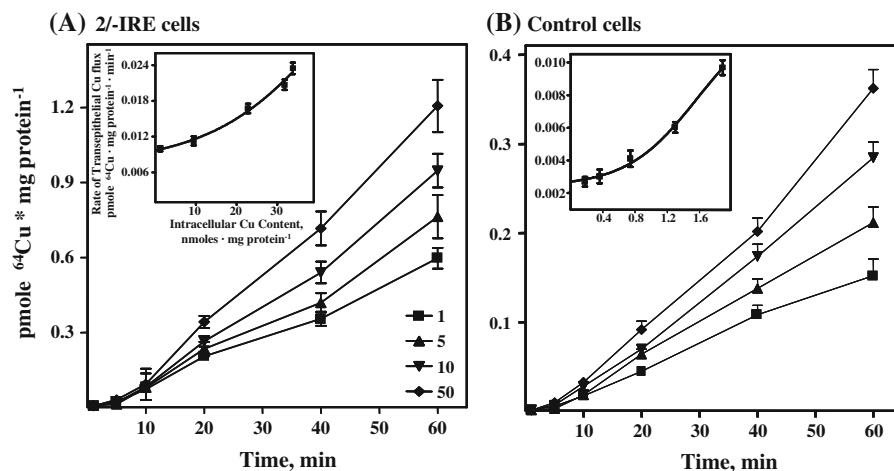 (A) 2/-IRE cells
pmole ⁶⁴Cu * mg protein⁻¹
1.2
0.9
0.6
0.3
10 20 30 40 50 60
Time, min
Rate of Transepithelial Cu flux
pmole ⁶⁴Cu · mg protein⁻¹ · min⁻¹
0.024
0.018
0.012
0.006
10 20 30
Intracellular Cu Content,
nmoles · mg protein⁻¹
1
5
10
50
(B) Control cells
0.4
0.3
0.2
0.1
10 20 30 40 50 60
Time, min
0.010
0.008
0.006
0.004
0.002
0.4 0.8 1.2 1.6